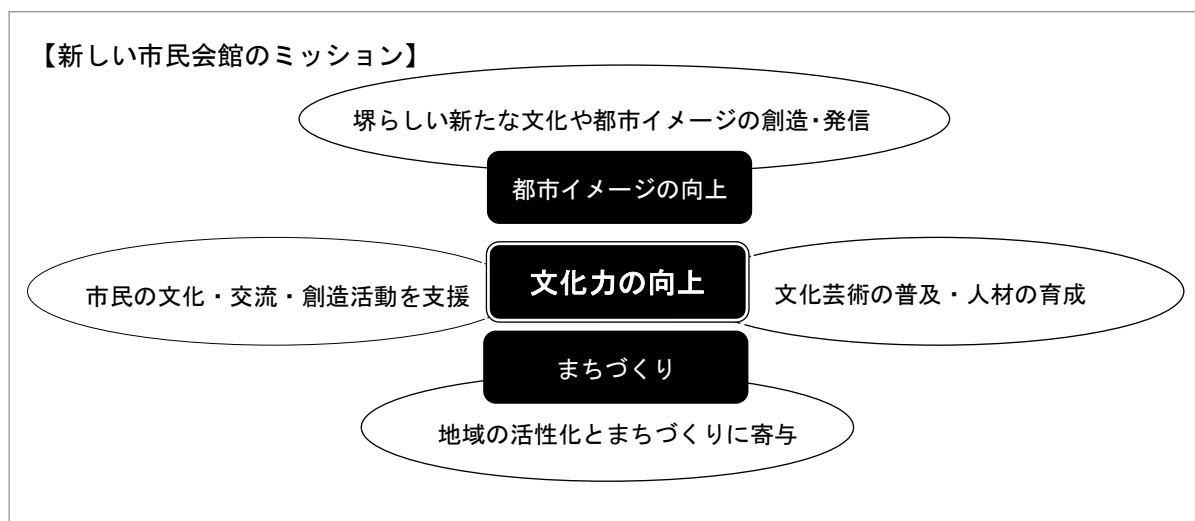 【新しい市民会館のミッション】
堺らしい新たな文化や都市イメージの創造・発信
都市イメージの向上
市民の文化・交流・創造活動を支援
文化力の向上
文化芸術の普及・人材の育成
まちづくり
地域の活性化とまちづくりに寄与